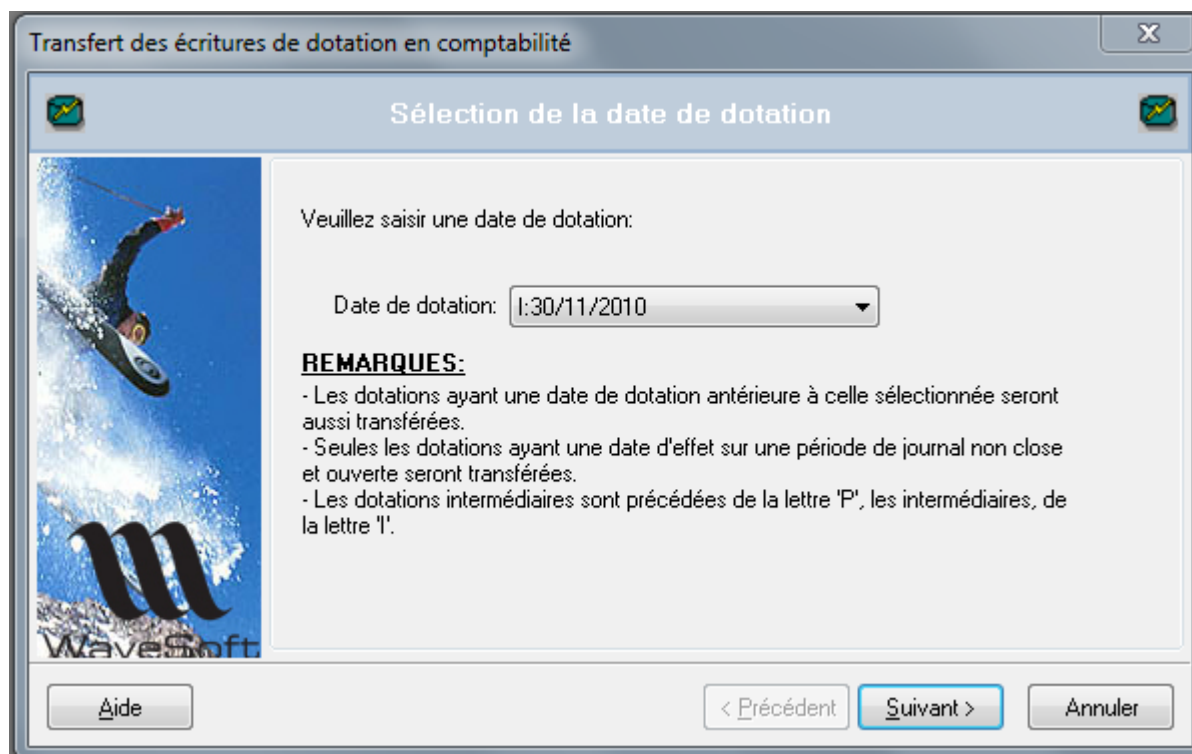 Transfert des écritures de dotation en comptabilité
Sélection de la date de dotation
Veuillez saisir une date de dotation:
Date de dotation: I:30/11/2010
REMARQUES:
- Les dotations ayant une date de dotation antérieure à celle sélectionnée seront
aussi transférées.
- Seules les dotations ayant une date d'effet sur une période de journal non close
et ouverte seront transférées.
- Les dotations intermédiaires sont précédées de la lettre 'P', les intermédiaires, de
la lettre 'I'.
WaveSoft
Aide < Précédent Suivant > Annuler